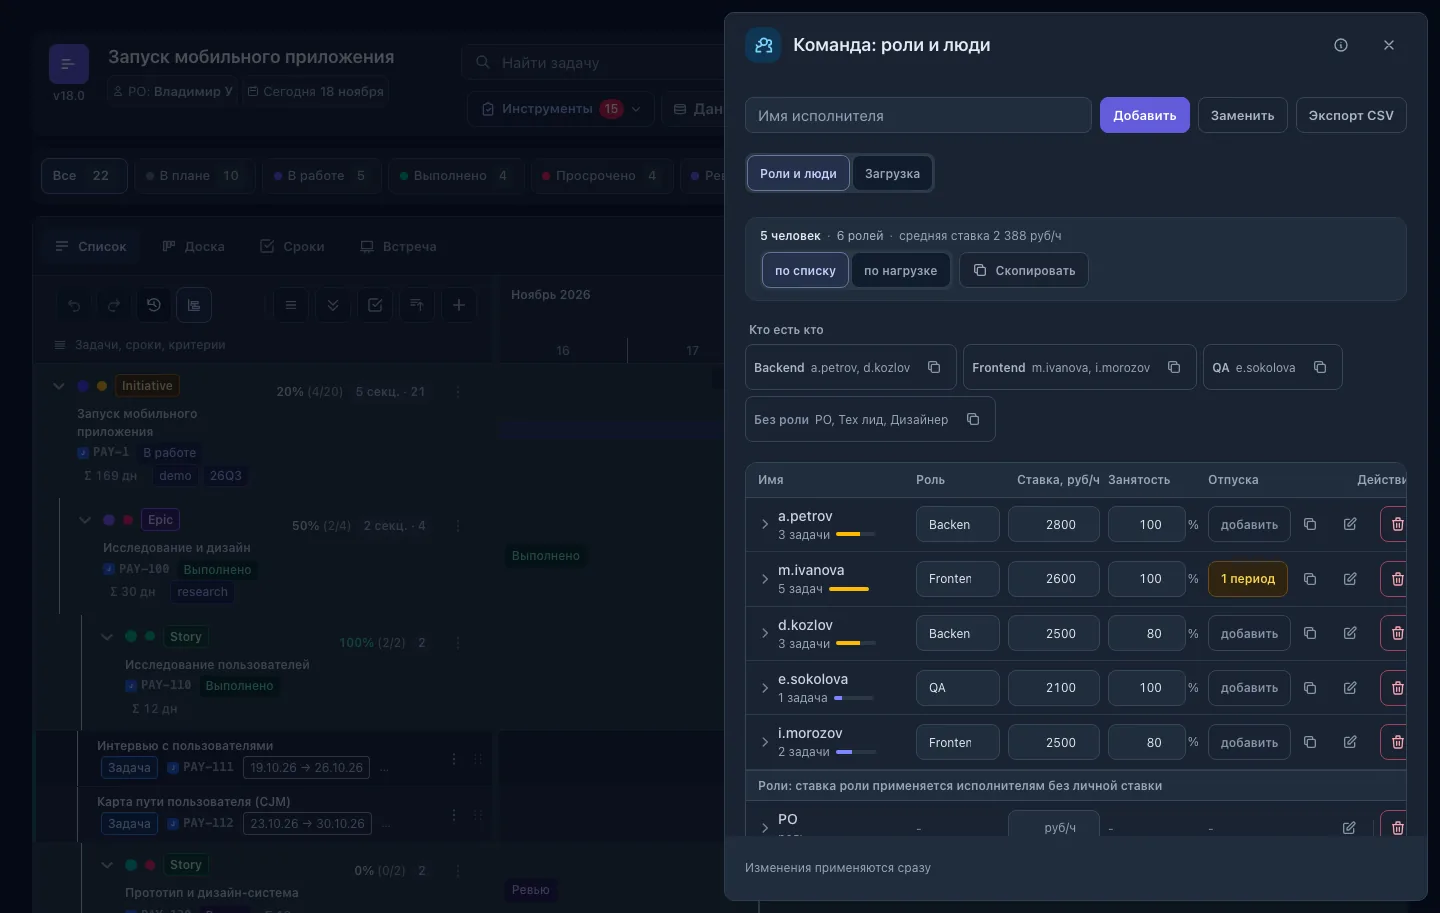 Запуск мобильного приложения
v18.0
PO: Владимир У
Сегодня 18 ноября
Найти задачу
Инструменты 15
Дан
Все 22
В плане 10
В работе 5
Выполнено 4
Просрочено 4
Рев
Список
Доска
Сроки
Встреча
Ноябрь 2026
Задачи, сроки, критерии
16
17
Initiative
20% (4/20) 5 секц. · 21
Запуск мобильного
приложения
PAY-1 В работе
Σ 169 дн demo 26Q3
Epic
50% (2/4) 2 секц. · 4
Исследование и дизайн
PAY-100 Выполнено
Σ 30 дн research
Выполнено
Story
100% (2/2) 2
Исследование пользователей
PAY-110 Выполнено
Σ 12 дн
Интервью с пользователями
Задача PAY-111 19.10.26 → 26.10.26 ...
Карта пути пользователя (CJM)
Задача PAY-112 23.10.26 → 30.10.26 ...
Story
0% (0/2) 2
Прототип и дизайн-система
Ревью
Команда: роли и люди
Имя исполнителя
Добавить
Заменить
Экспорт CSV
Роли и люди
Загрузка
5 человек · 6 ролей · средняя ставка 2 388 руб/ч
по списку
по нагрузке
Скопировать
Кто есть кто
Backend a.petrov, d.kozlov
Frontend m.ivanova, i.morozov
QA e.sokolova
Без роли PO, Тех лид, Дизайнер
Имя Роль Ставка, руб/ч Занятость Отпуска Действи
a.petrov
3 задачи
Backen 2800 100 % добавить
m.ivanova
5 задач
Fronten 2600 100 % 1 период
d.kozlov
3 задачи
Backen 2500 80 % добавить
e.sokolova
1 задача
QA 2100 100 % добавить
i.morozov
2 задачи
Fronten 2500 80 % добавить
Роли: ставка роли применяется исполнителям без личной ставки
PO
- руб/ч - -
Изменения применяются сразу